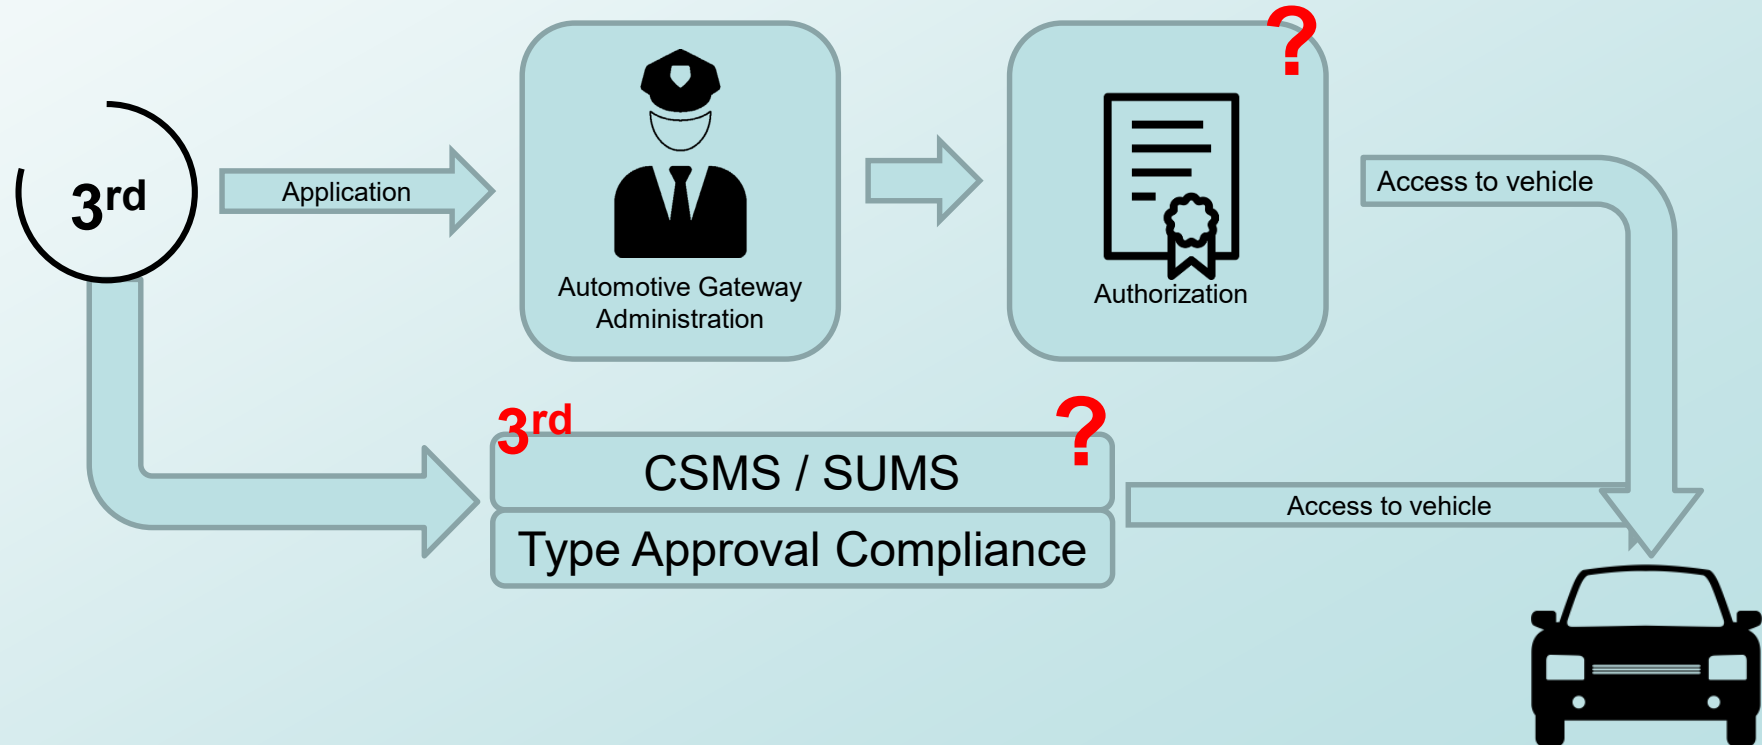 ?
3rd
Application
Automotive Gateway
Administration
Authorization
Access to vehicle
3rd
?
CSMS / SUMS
Type Approval Compliance
Access to vehicle